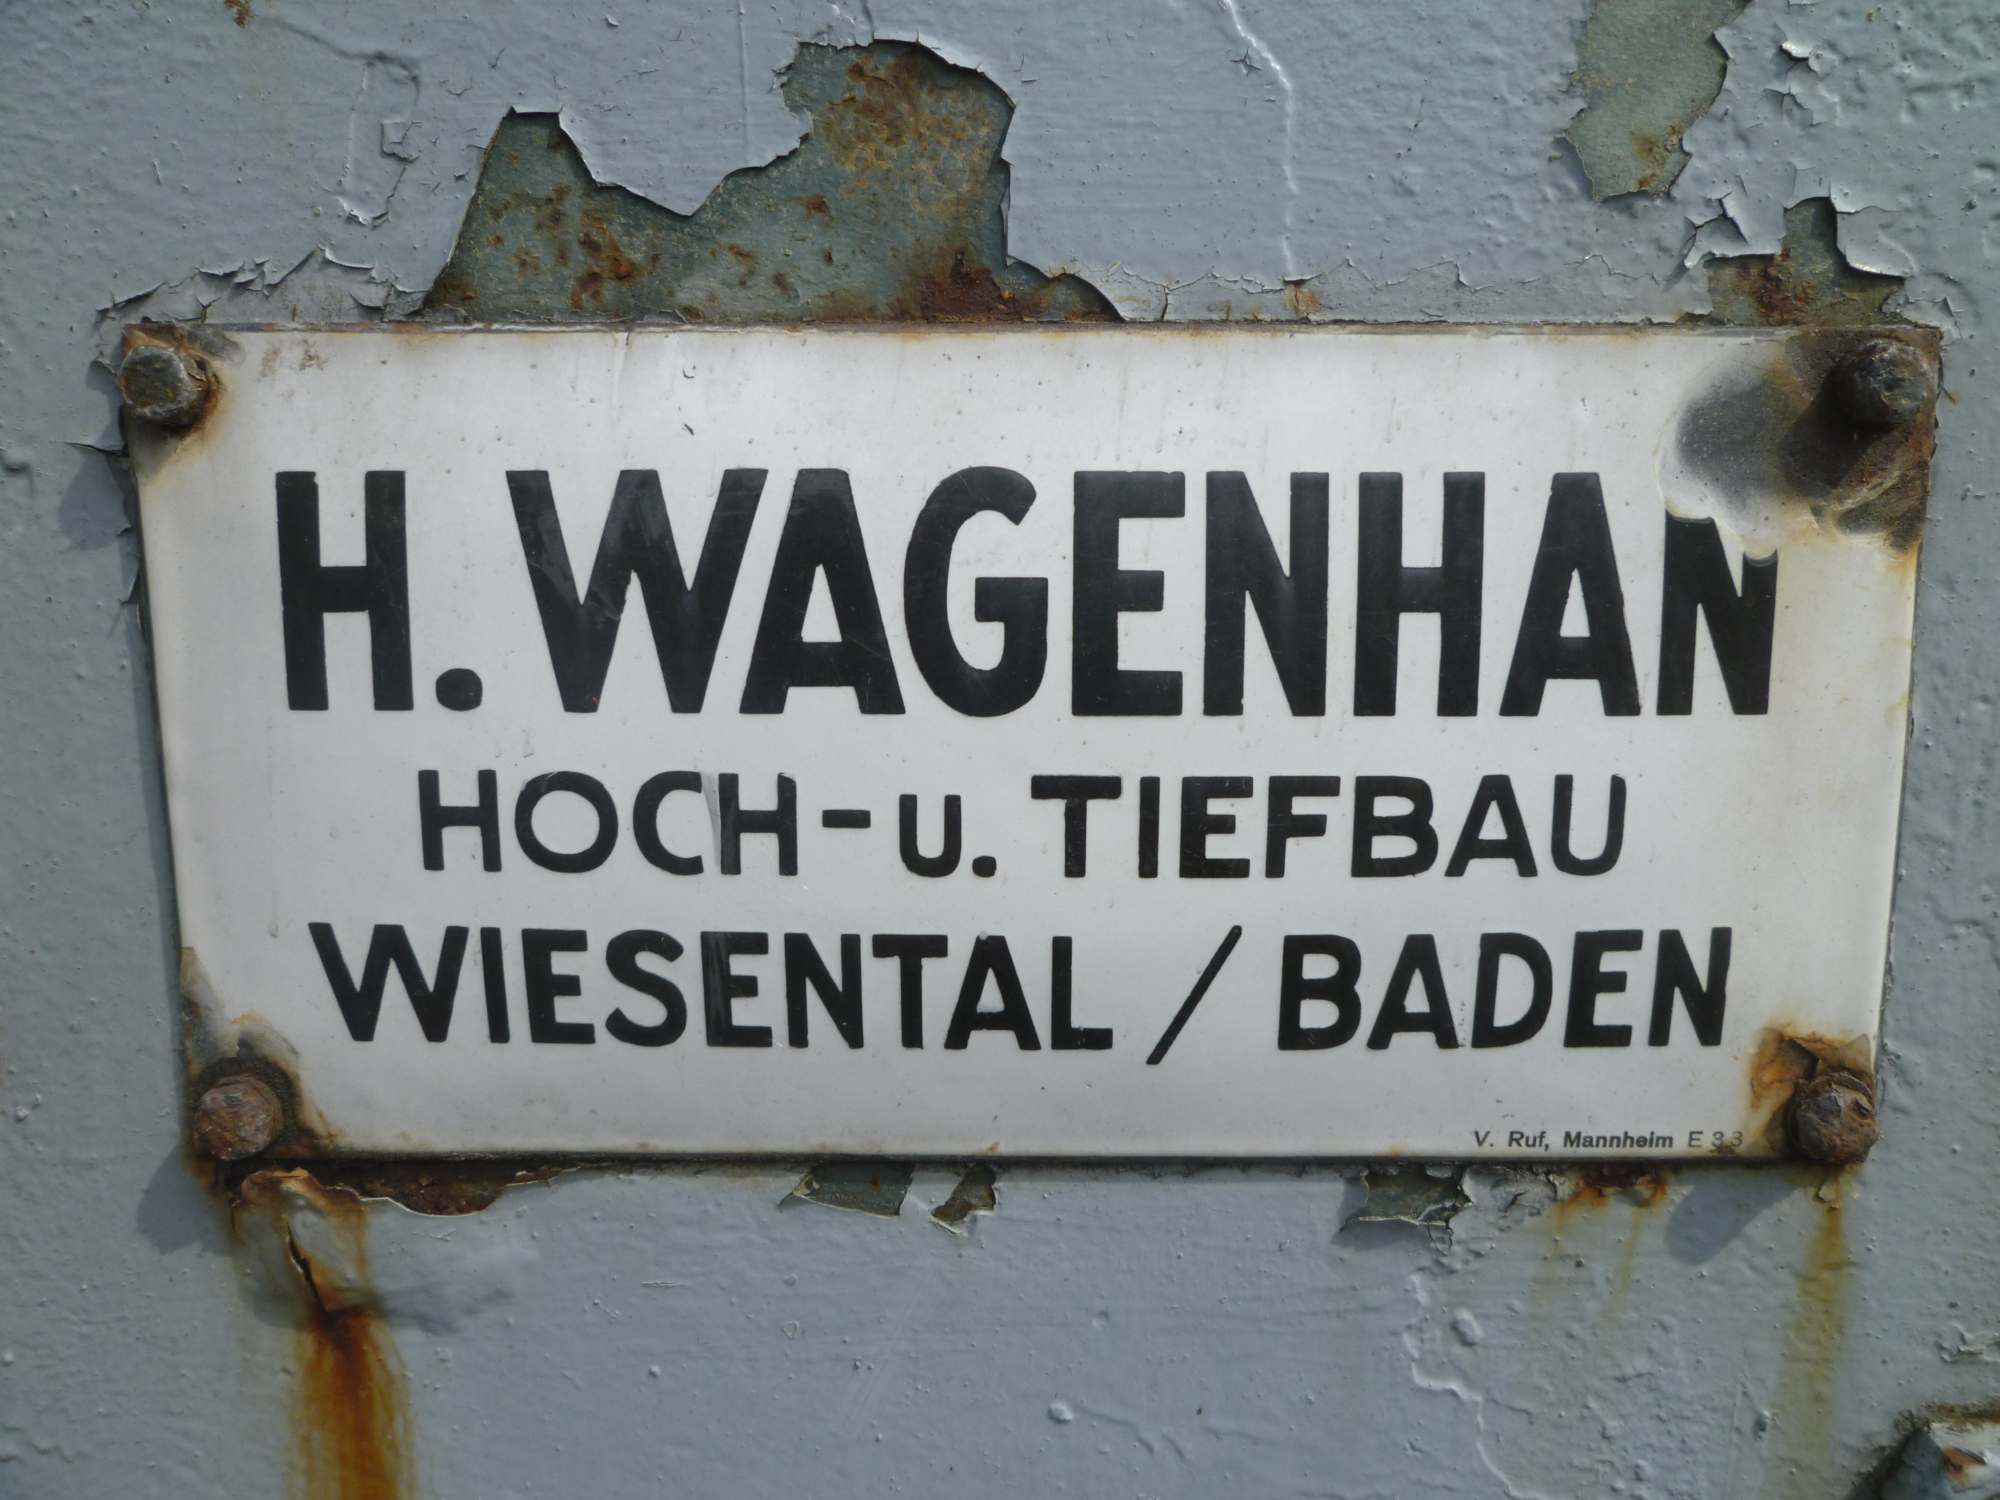 H. WAGENHAN
HOCH- u. TIEFBAU
WIESENTAL / BADEN
V. Ruf, Mannheim E 3 3